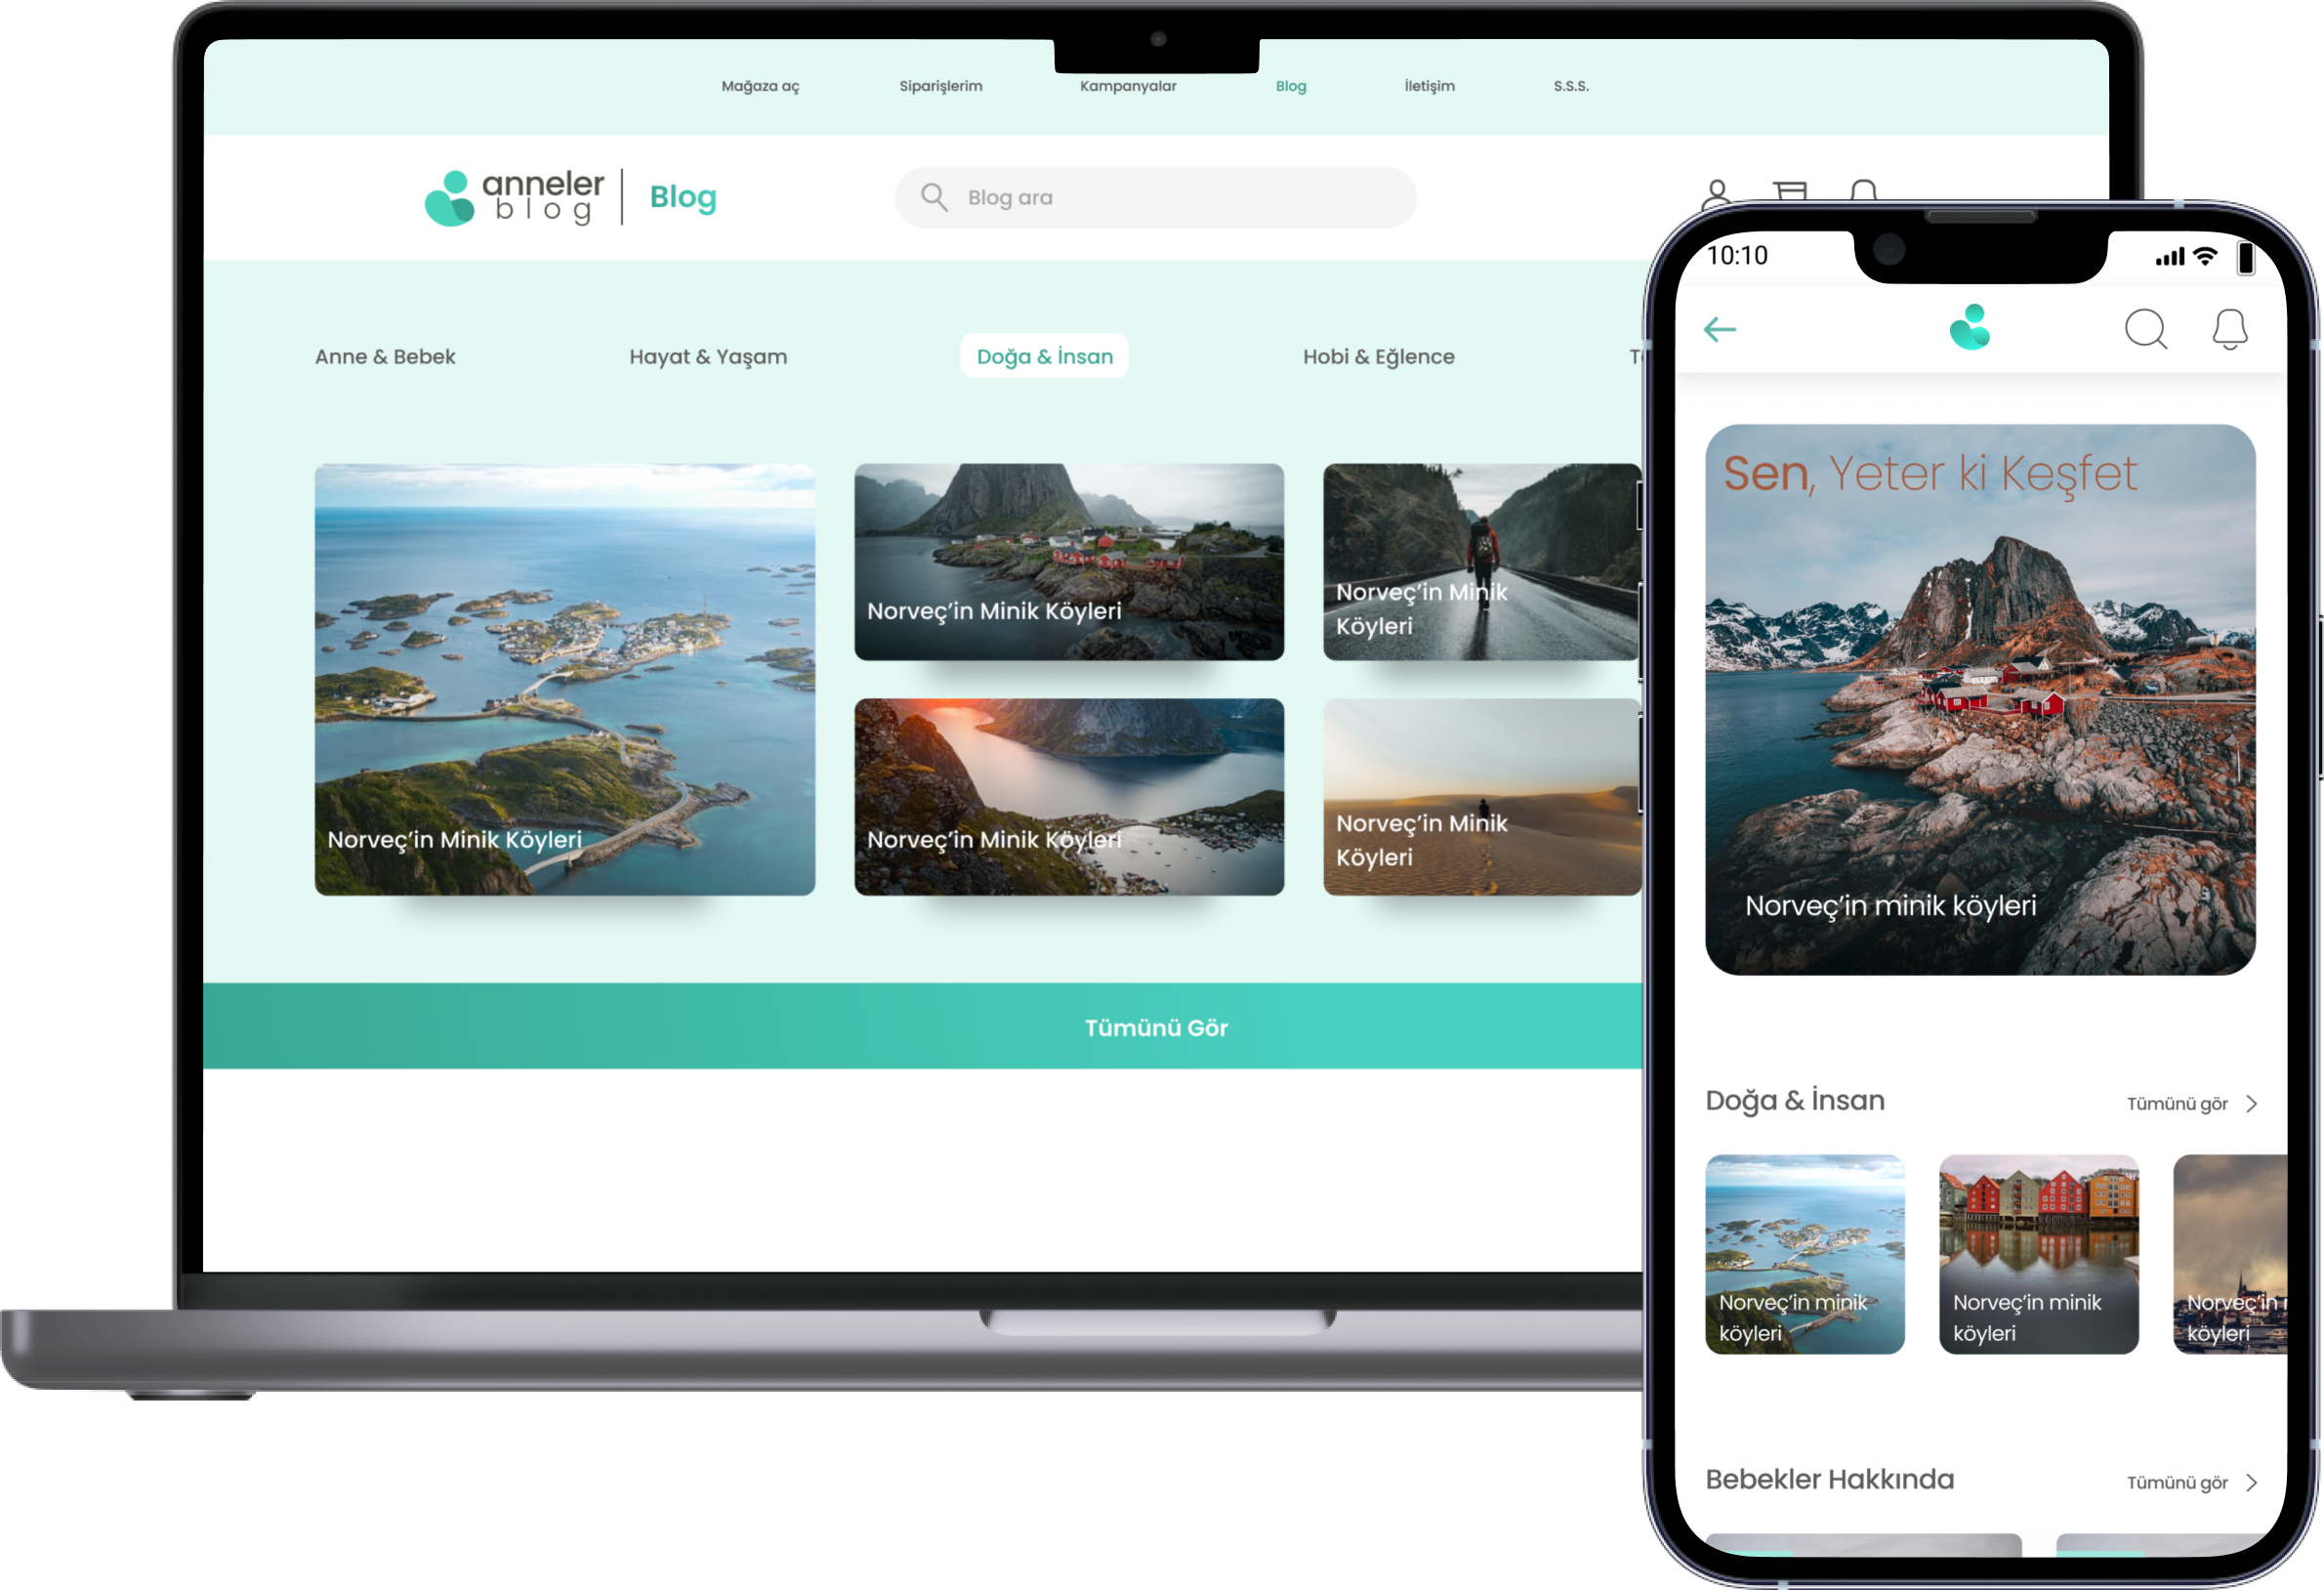 Mağaza aç
Siparişlerim
Kampanyalar
Blog
İletişim
S.S.S.
anneler
blog
Blog
Blog ara
Anne & Bebek
Hayat & Yaşam
Doğa & İnsan
Hobi & Eğlence
Norveç’in Minik Köyleri
Norveç’in Minik Köyleri
Norveç’in Minik
Köyleri
Norveç’in Minik Köyleri
Norveç’in Minik
Köyleri
Tümünü Gör
10:10
Sen, Yeter ki Keşfet
Norveç’in minik köyleri
Doğa & İnsan
Tümünü gör
Norveç’in minik
köyleri
Norveç’in minik
köyleri
Norveç’in
köyleri
Bebekler Hakkında
Tümünü gör